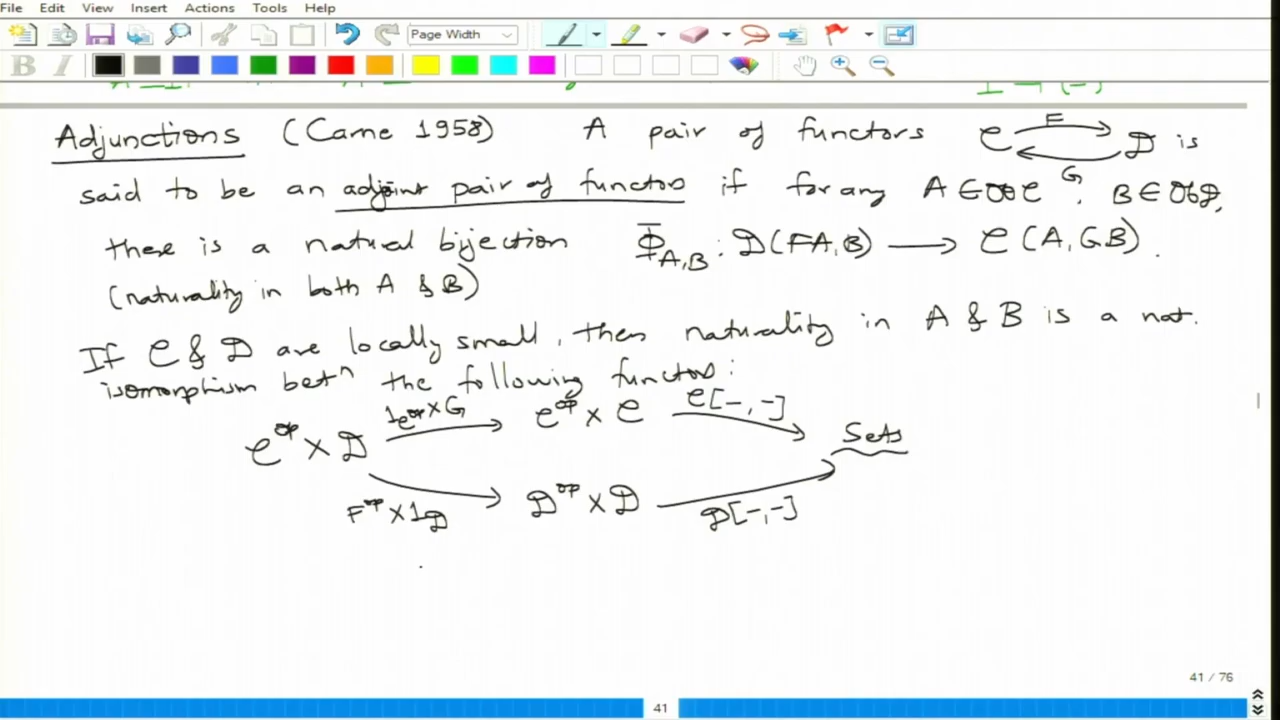 File Edit View Insert Actions Tools Help
Page Width
B I
Adjunctions (Came 1958) A pair of functors C F D is
G
said to be an adjoint pair of functors if for any A ∈ Ob C, B ∈ Ob D,
there is a natural bijection Φ̄_{A,B} : D(FA, B) ⟶ C(A, GB).
(naturality in both A & B)
If C & D are locally small, then naturality in A & B is a nat.
isomorphism betⁿ the following functors:
1_{C^op} × G C[-, -]
C^op × C
C^op × D Sets
D^op × D
F^op × 1_D D[-, -]
41 / 76
41